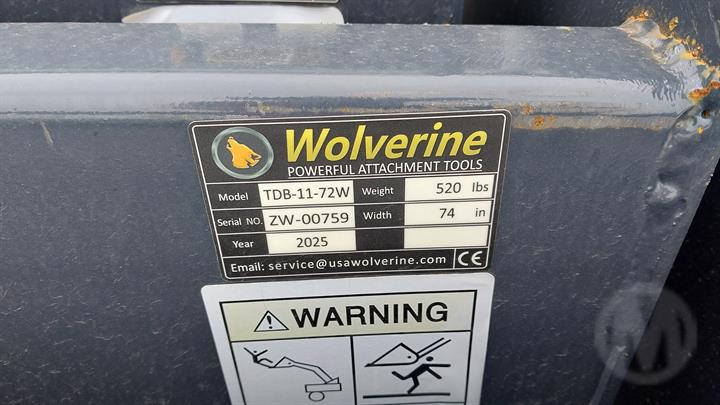 Wolverine
POWERFUL ATTACHMENT TOOLS
Model TDB-11-72W Weight 520 lbs
Serial NO. ZW-00759 Width 74 in
Year 2025
Email: service@usawolverine.com CE
WARNING
M